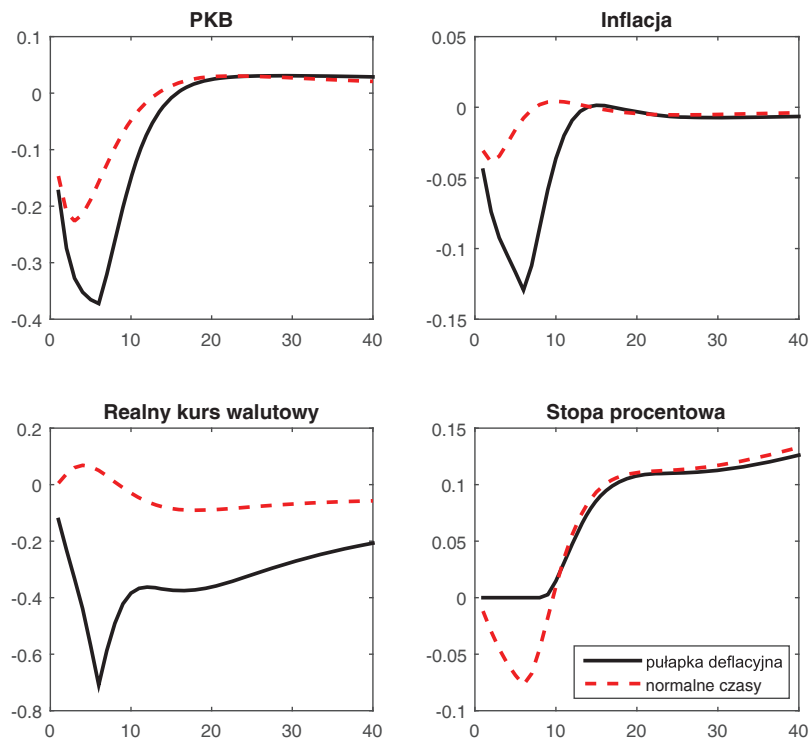 PKB
0.1
0
-0.1
-0.2
-0.3
-0.4
0 10 20 30 40
Inflacja
0.05
0
-0.05
-0.1
-0.15
0 10 20 30 40
Realny kurs walutowy
0.2
0
-0.2
-0.4
-0.6
-0.8
0 10 20 30 40
Stopa procentowa
0.15
0.1
0.05
0
-0.05
-0.1
0 10 20 30 40
pułapka deflacyjna
normalne czasy